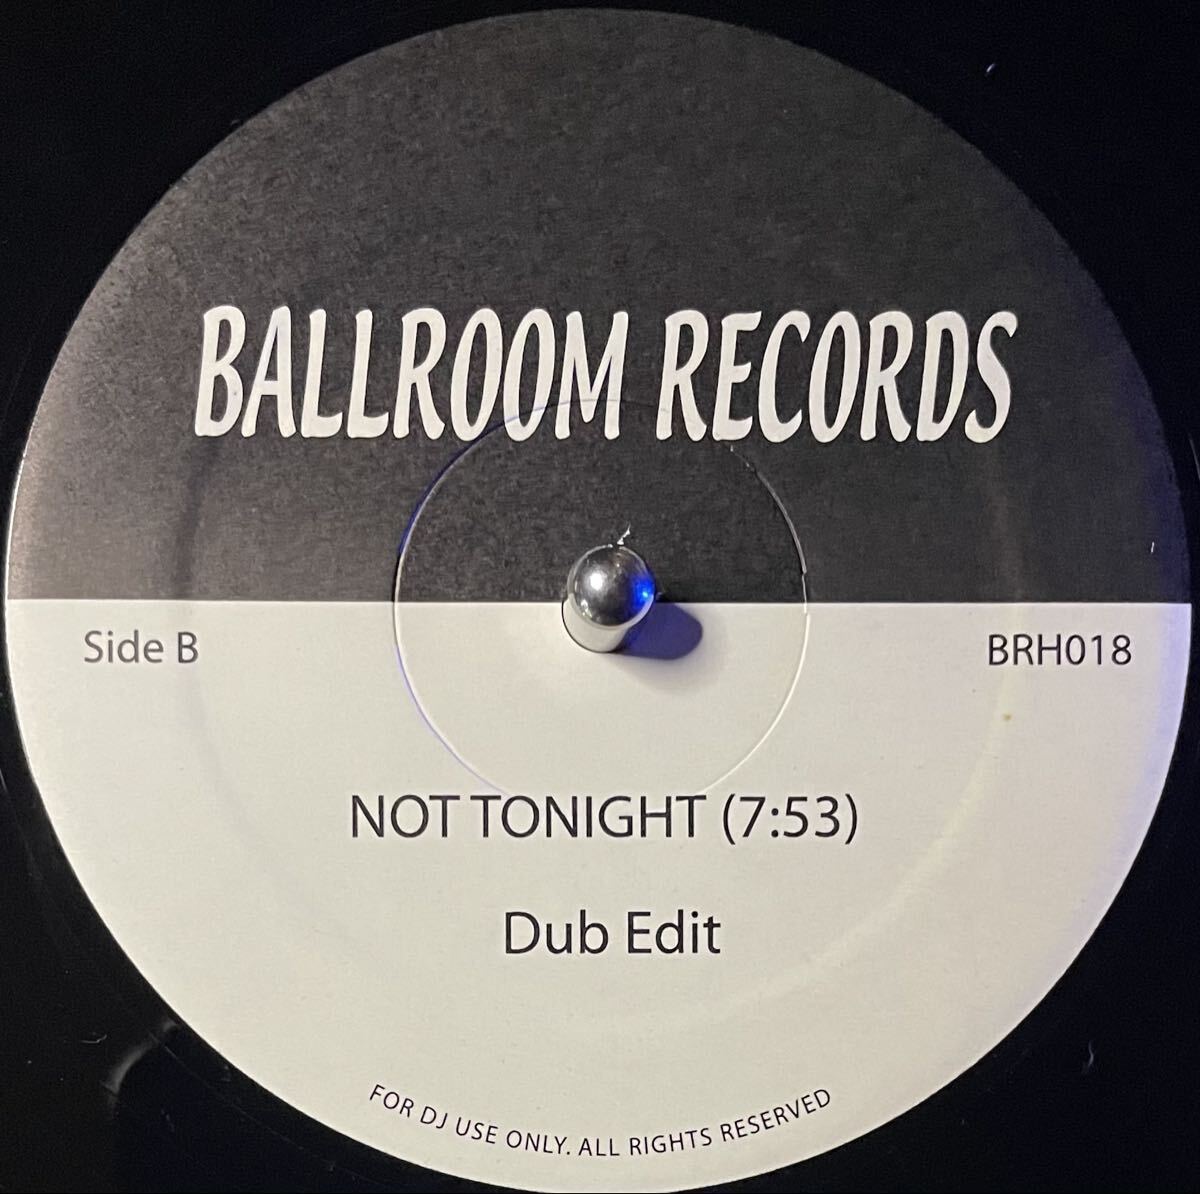 BALLROOM RECORDS
Side B
BRH018
NOT TONIGHT (7:53)
Dub Edit
FOR DJ USE ONLY. ALL RIGHTS RESERVED